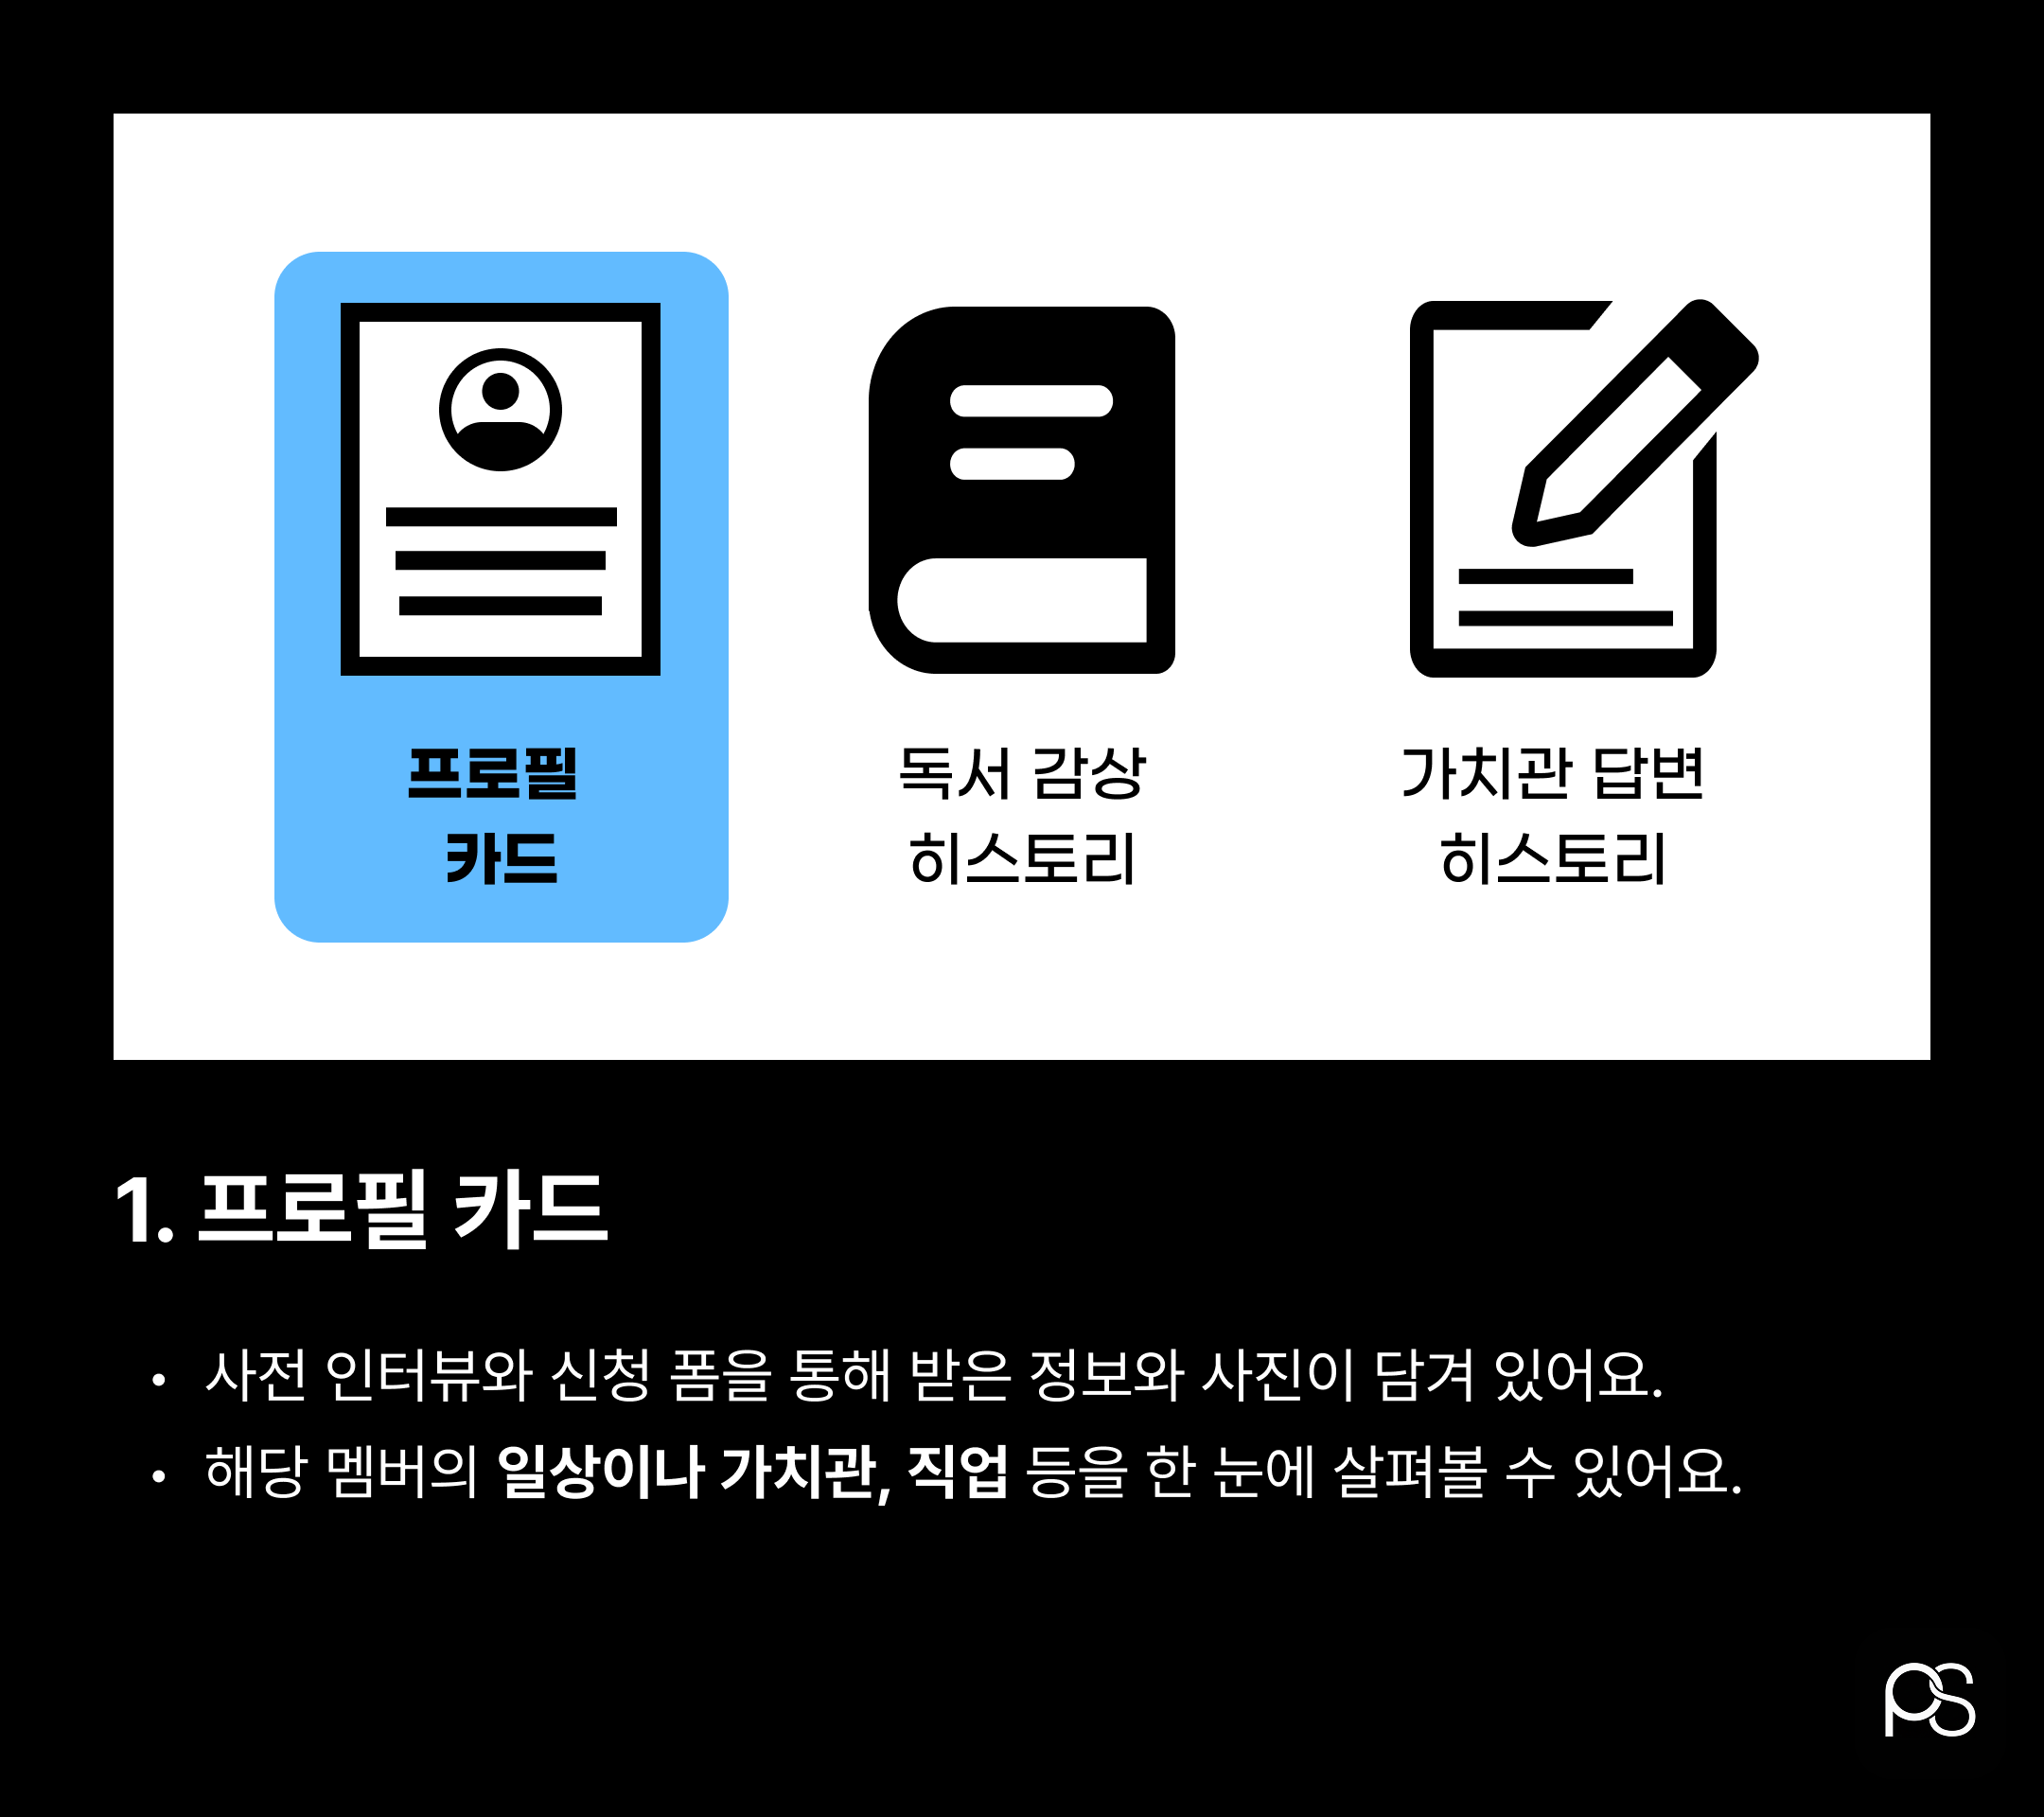 프로필
카드
독서 감상
히스토리
가치관 답변
히스토리
1. 프로필 카드
• 사전 인터뷰와 신청 폼을 통해 받은 정보와 사진이 담겨 있어요.
• 해당 멤버의 일상이나 가치관, 직업 등을 한 눈에 살펴볼 수 있어요.
PS